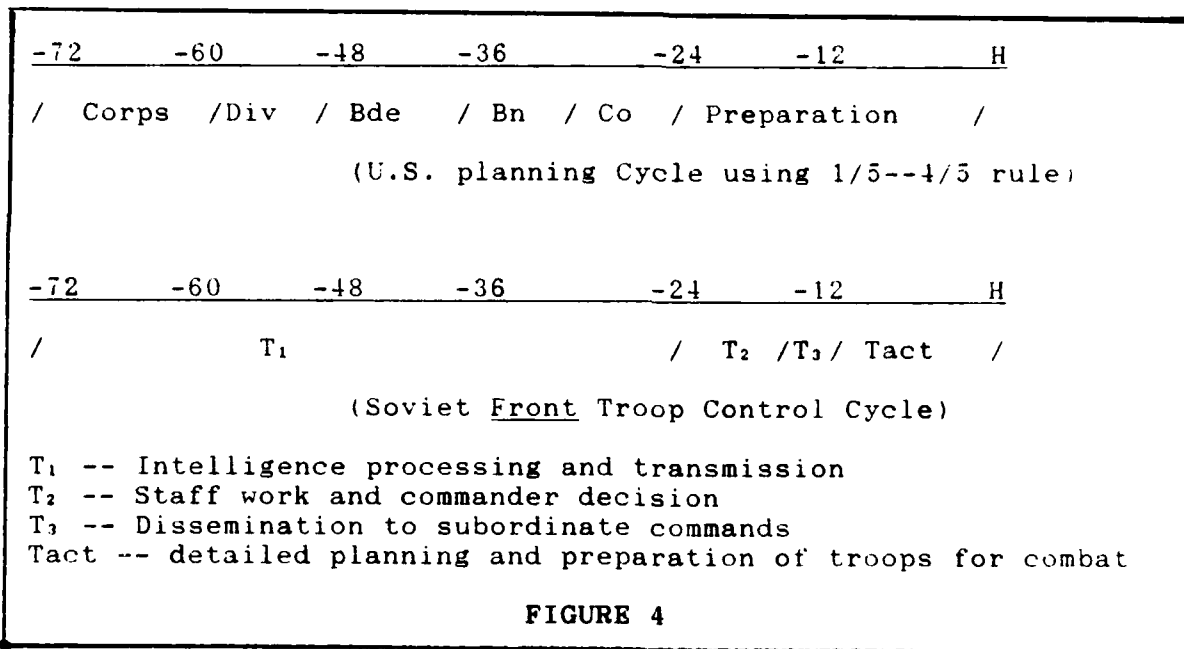 -72 -60 -48 -36 -24 -12 H
/ Corps /Div / Bde / Bn / Co / Preparation /
(U.S. planning Cycle using 1/5--4/5 rule)
-72 -60 -48 -36 -24 -12 H
/ T₁ / T₂ /T₃/ Tact /
(Soviet Front Troop Control Cycle)
T₁ -- Intelligence processing and transmission
T₂ -- Staff work and commander decision
T₃ -- Dissemination to subordinate commands
Tact -- detailed planning and preparation of troops for combat
FIGURE 4